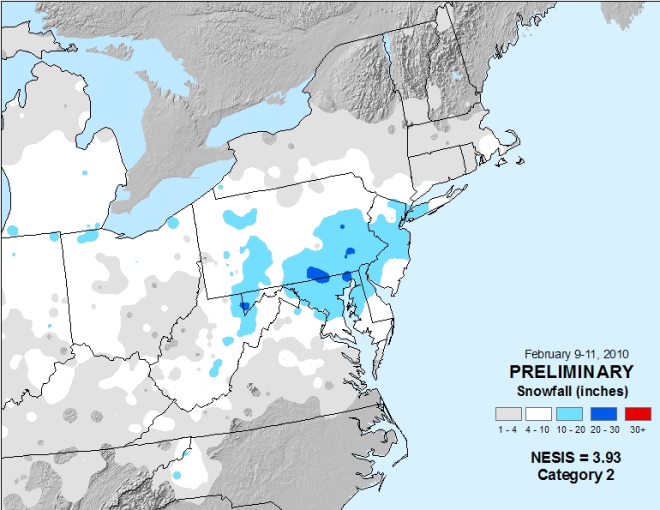 February 9-11, 2010
PRELIMINARY
Snowfall (inches)
1 - 4 4 - 10 10 - 20 20 - 30 30+
NESIS = 3.93
Category 2